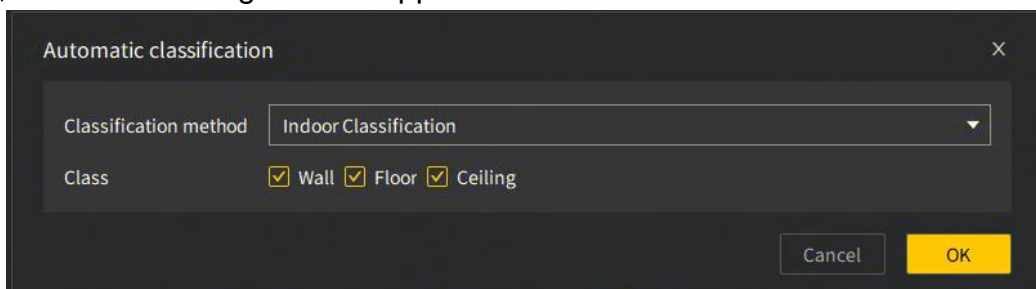 Automatic classification
Classification method Indoor Classification
Class Wall Floor Ceiling
Cancel OK